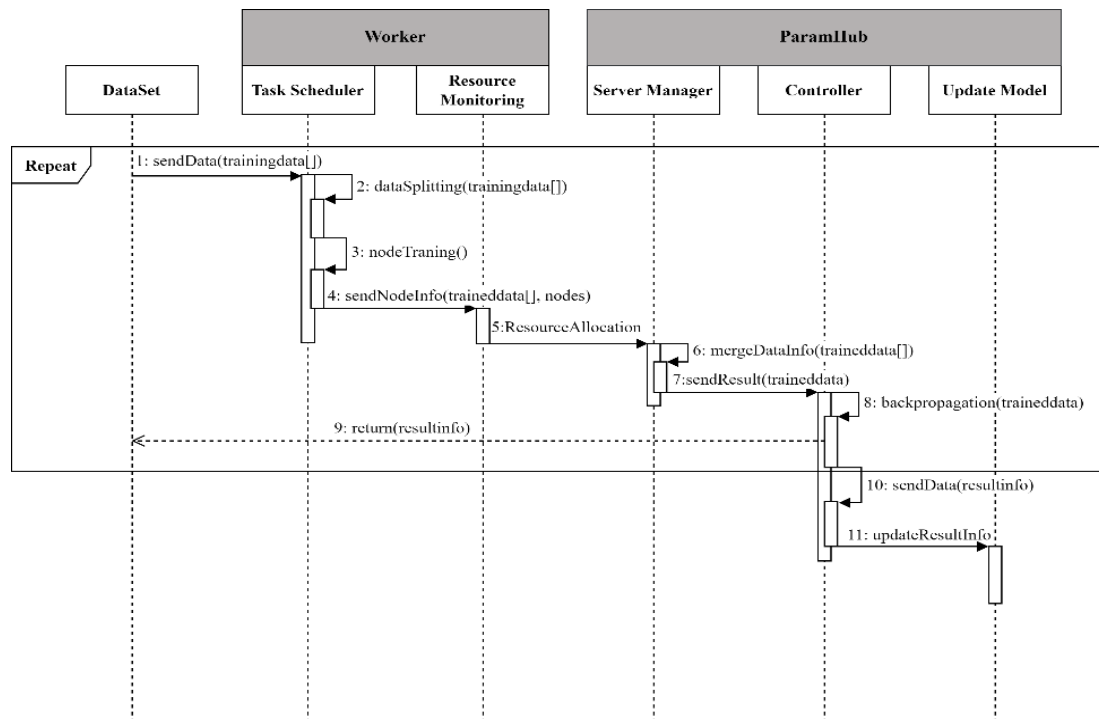 Worker
ParamHub
DataSet
Task Scheduler
Resource
Monitoring
Server Manager
Controller
Update Model
Repeat
1: sendData(trainingdata[])
2: dataSplitting(trainingdata[])
3: nodeTraning()
4: sendNodeInfo(traineddata[], nodes)
5:ResourceAllocation
6: mergeDataInfo(traineddata[])
7:sendResult(traineddata)
8: backpropagation(traineddata)
9: return(resultinfo)
10: sendData(resultinfo)
11: updateResultInfo